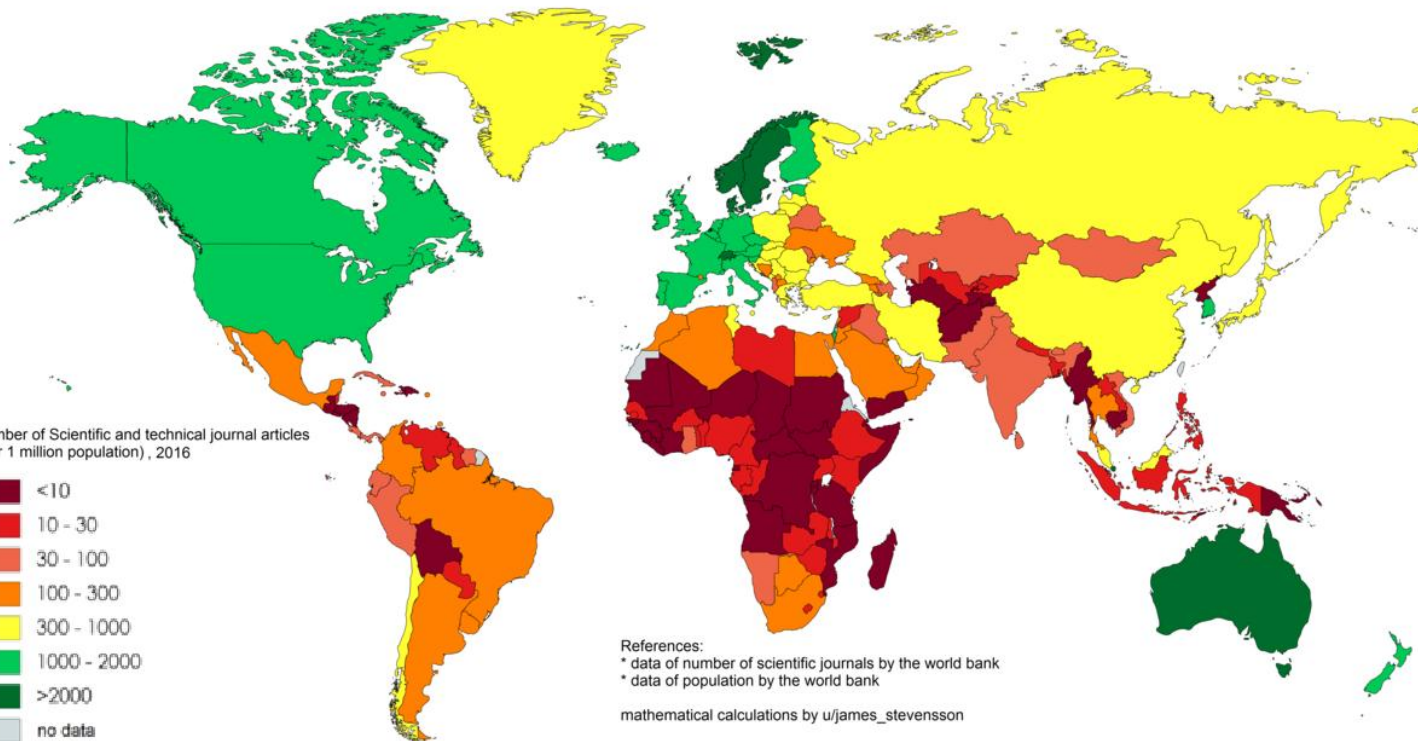 mber of Scientific and technical journal articles
r 1 million population) , 2016
<10
10 - 30
30 - 100
100 - 300
300 - 1000
1000 - 2000
>2000
no data
References:
* data of number of scientific journals by the world bank
* data of population by the world bank
mathematical calculations by u/james_stevensson